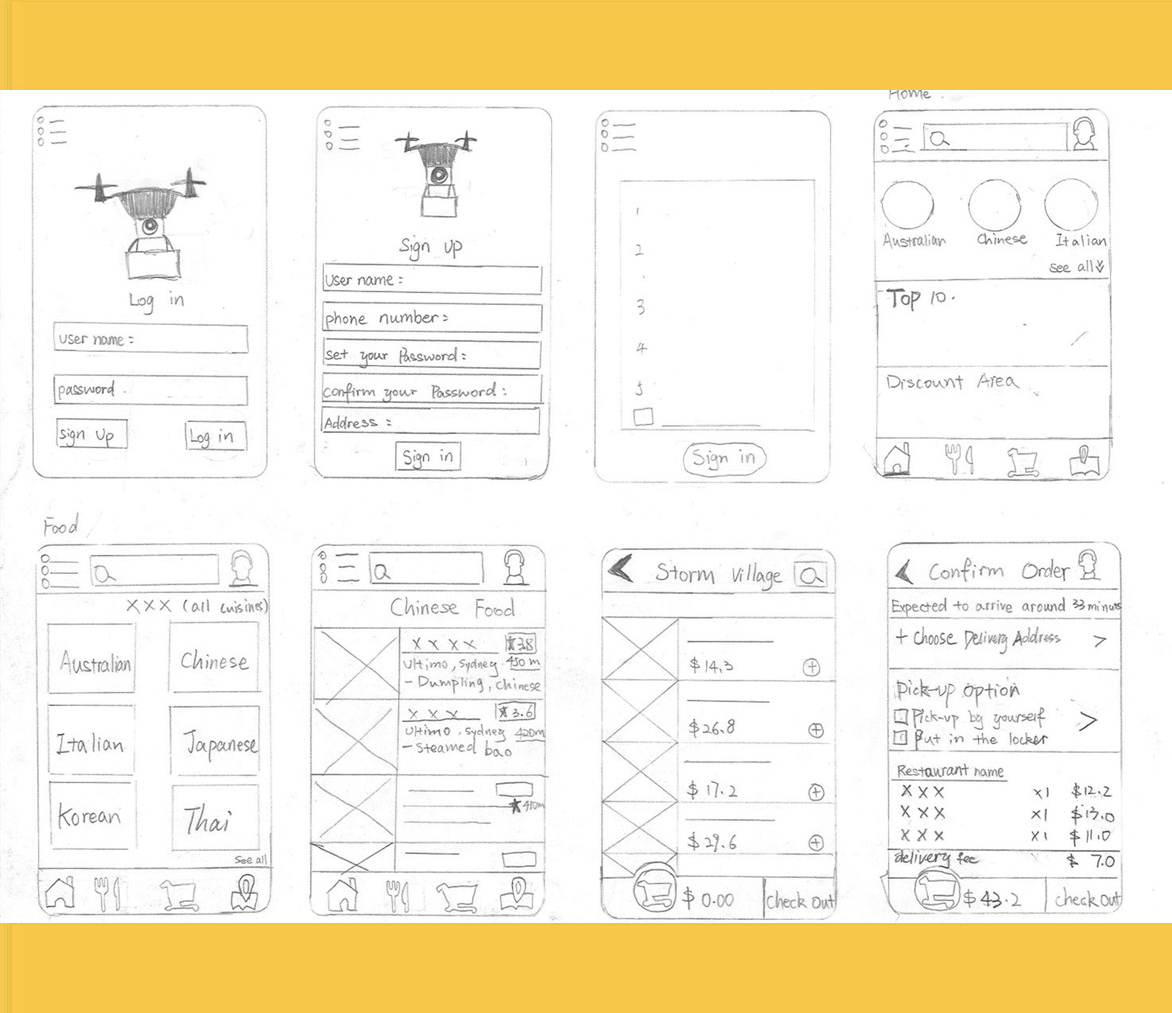 Log in
user name :
password
sign Up
Log in
Sign Up
User name :
phone number :
set your Password :
confirm your Password :
Address :
Sign in
1
2
3
4
5
Sign in
Home
Australian
Chinese
Italian
see all
Top 10.
Discount Area
Food
XXX (all cuisines)
Australian
Chinese
Italian
Japanese
Korean
Thai
See all
Chinese Food
X X X X ★3.8
Ultimo, Sydney 450m
- Dumpling, Chinese
X X X ★3.6
Ultimo, Sydney 420m
- Steamed bao
Storm Village
$14.3
$26.8
$17.2
$29.6
$0.00
check Out
Confirm Order
Expected to arrive around 33 minuts
+ Choose Delivery Address >
Pick-up Option
Pick-up by yourself >
Put in the locker
Restaurant name
X X X X1 $12.2
X X X X1 $13.0
X X X X1 $11.0
delivery fee $ 7.0
$43.2
check Out